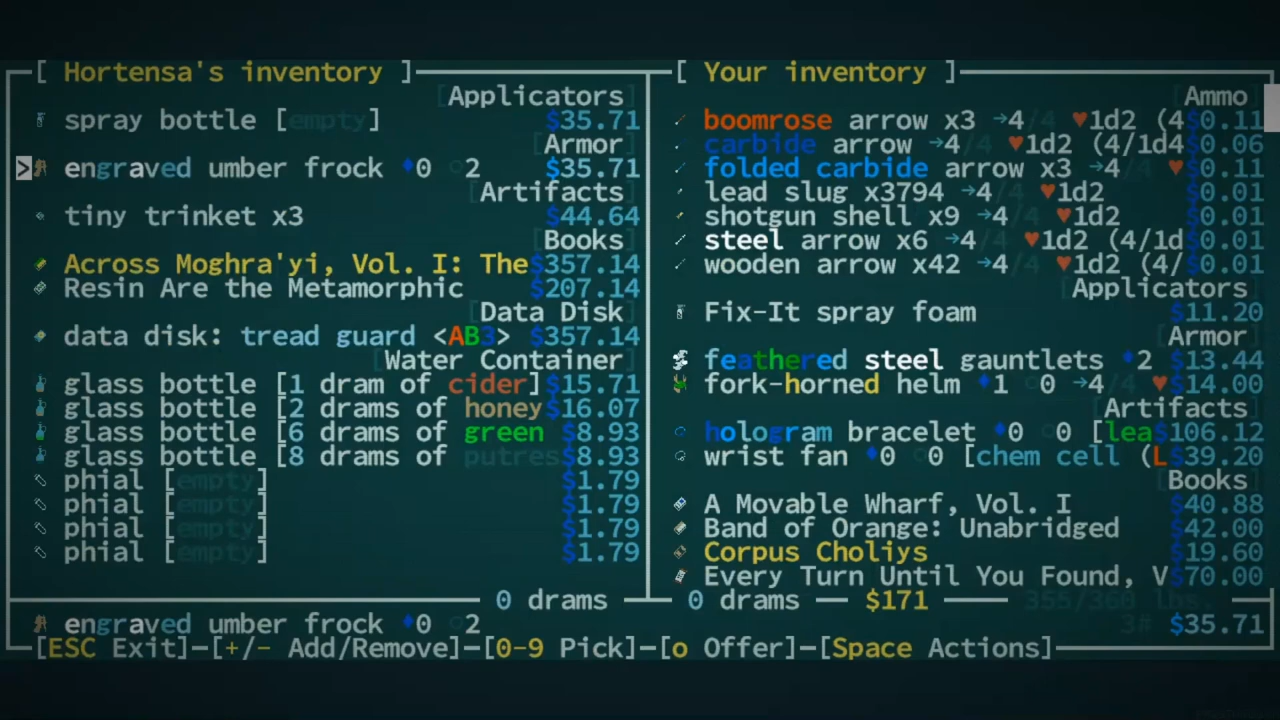 [ Hortensa's inventory ]
[Applicators]
spray bottle [empty] $35.71
[Armor]
> engraved umber frock ♦0 ○2 $35.71
[Artifacts]
tiny trinket x3 $44.64
[Books]
Across Moghra'yi, Vol. I: The $357.14
Resin Are the Metamorphic $207.14
[Data Disk]
data disk: tread guard <AB3> $357.14
[Water Container]
glass bottle [1 dram of cider] $15.71
glass bottle [2 drams of honey $16.07
glass bottle [6 drams of green $8.93
glass bottle [8 drams of putres $8.93
phial [empty] $1.79
phial [empty] $1.79
phial [empty] $1.79
phial [empty] $1.79
0 drams
[ Your inventory ]
[Ammo]
boomrose arrow x3 →4/4 ♥1d2 (4 $0.11
carbide arrow →4/4 ♥1d2 (4/1d4 $0.06
folded carbide arrow x3 →4/4 ♥ $0.11
lead slug x3794 →4/4 ♥1d2 $0.01
shotgun shell x9 →4/4 ♥1d2 $0.01
steel arrow x6 →4/4 ♥1d2 (4/1d $0.01
wooden arrow x42 →4/4 ♥1d2 (4/ $0.01
[Applicators]
Fix-It spray foam $11.20
[Armor]
feathered steel gauntlets ♦2 $13.44
fork-horned helm ♦1 ○0 →4 ♥ $14.00
[Artifacts]
hologram bracelet ♦0 ○0 [lea $106.12
wrist fan ♦0 ○0 [chem cell (L $39.20
[Books]
A Movable Wharf, Vol. I $40.88
Band of Orange: Unabridged $42.00
Corpus Choliys $19.60
Every Turn Until You Found, V $70.00
0 drams — $171 — 355/360 lbs
engraved umber frock ♦0 ○2 3# $35.71
[ESC Exit]—[+/- Add/Remove]—[0-9 Pick]—[o Offer]—[Space Actions]